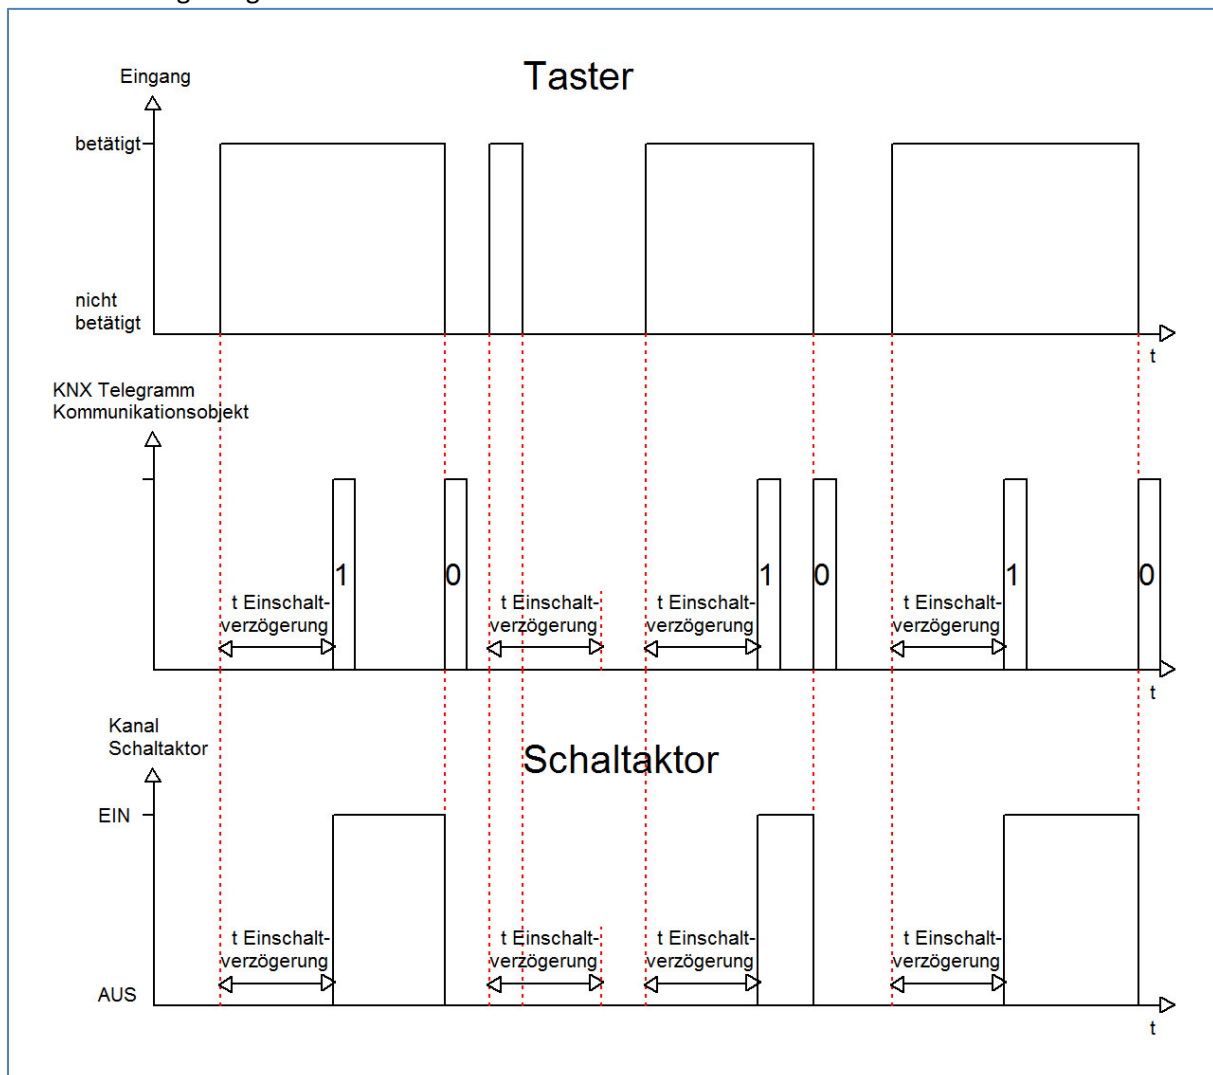 Taster
Eingang
betätigt
nicht
betätigt
t
KNX Telegramm
Kommunikationsobjekt
1
0
1
0
1
0
t Einschalt-
verzögerung
t Einschalt-
verzögerung
t Einschalt-
verzögerung
t Einschalt-
verzögerung
t
Kanal
Schaltaktor
Schaltaktor
EIN
t Einschalt-
verzögerung
t Einschalt-
verzögerung
t Einschalt-
verzögerung
t Einschalt-
verzögerung
AUS
t